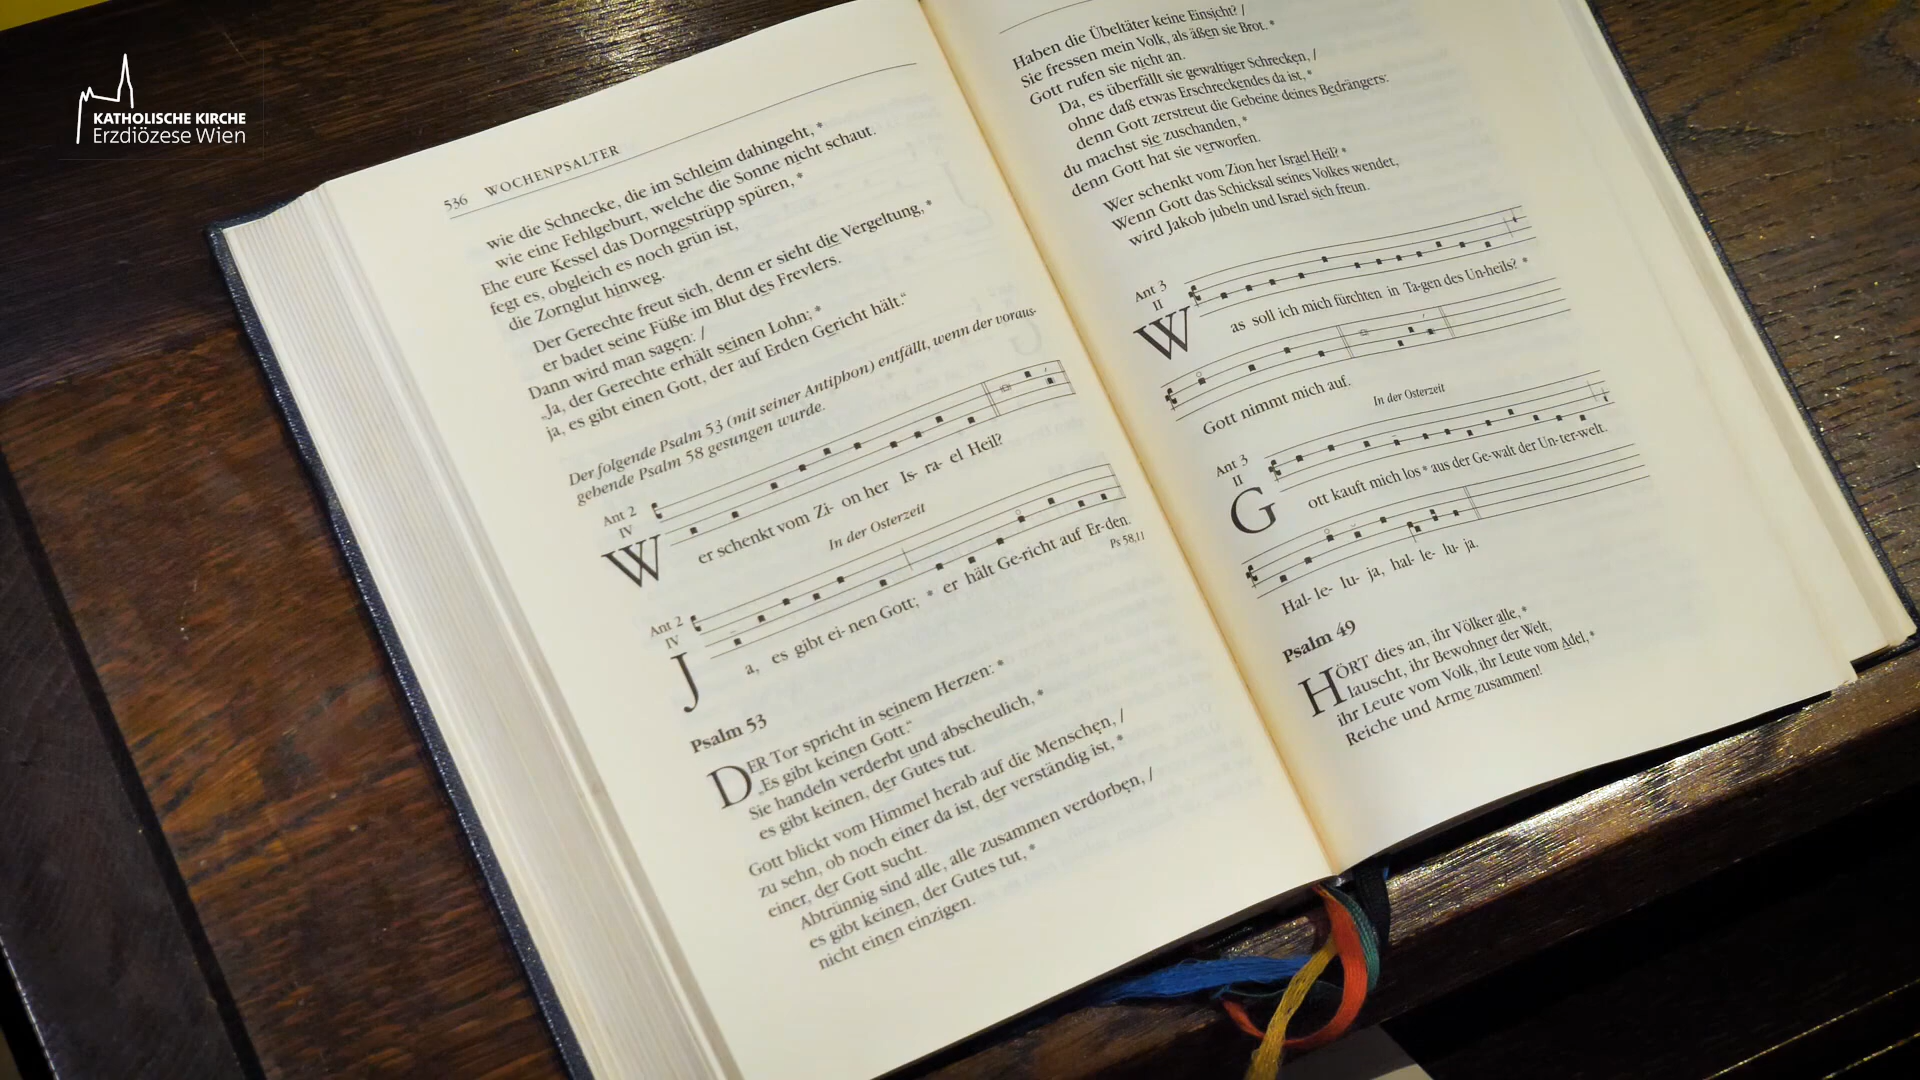 KATHOLISCHE KIRCHE
Erzdiözese Wien
536 WOCHENPSALTER
wie die Schnecke, die im Schleim dahingeht, *
wie eine Fehlgeburt, welche die Sonne nicht schaut.
Ehe eure Kessel das Dorngestrüpp spüren, *
fegt es, obgleich es noch grün ist,
die Zornglut hinweg.
Der Gerechte freut sich, denn er sieht die Vergeltung, *
er badet seine Füße im Blut des Frevlers.
Dann wird man sagen: /
„Ja, der Gerechte erhält seinen Lohn; *
ja, es gibt einen Gott, der auf Erden Gericht hält.“
Der folgende Psalm 53 (mit seiner Antiphon) entfällt, wenn der voraus-
gehende Psalm 58 gesungen wurde.
Ant 2
IV
Wer schenkt vom Zi- on her Is- ra- el Heil?
In der Osterzeit
Ant 2
IV
Ja, es gibt ei- nen Gott; * er hält Ge-richt auf Er-den.
Ps 58,11
Psalm 53
DER Tor spricht in seinem Herzen: *
„Es gibt keinen Gott.“
Sie handeln verderbt und abscheulich, *
es gibt keinen, der Gutes tut.
Gott blickt vom Himmel herab auf die Menschen, /
zu sehn, ob noch einer da ist, der verständig ist, *
einer, der Gott sucht.
Abtrünnig sind alle, alle zusammen verdorben, /
es gibt keinen, der Gutes tut, *
nicht einen einzigen.
Haben die Übeltäter keine Einsicht? /
Sie fressen mein Volk, als äßen sie Brot. *
Gott rufen sie nicht an.
Da, es überfällt sie gewaltiger Schrecken, /
ohne daß etwas Erschreckendes da ist, *
denn Gott zerstreut die Gebeine deines Bedrängers:
du machst sie zuschanden, *
denn Gott hat sie verworfen.
Wer schenkt vom Zion her Israel Heil? *
Wenn Gott das Schicksal seines Volkes wendet,
wird Jakob jubeln und Israel sich freun.
Ant 3
II
Was soll ich mich fürchten in Ta-gen des Un-heils? *
Gott nimmt mich auf.
In der Osterzeit
Ant 3
II
Gott kauft mich los * aus der Ge-walt der Un-ter-welt.
Hal- le- lu- ja, hal- le- lu- ja.
Psalm 49
HÖRT dies an, ihr Völker alle, *
lauscht, ihr Bewohner der Welt,
ihr Leute vom Volk, ihr Leute vom Adel, *
Reiche und Arme zusammen!